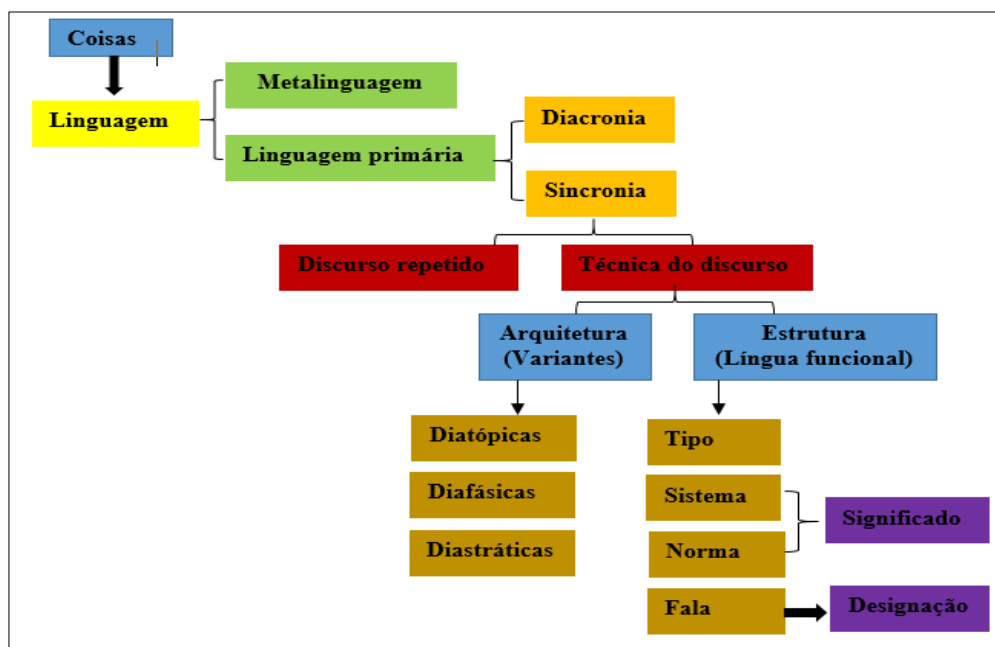 Coisas
Metalinguagem
Linguagem
Diacronia
Linguagem primária
Sincronia
Discurso repetido
Técnica do discurso
Arquitetura
(Variantes)
Estrutura
(Língua funcional)
Diatópicas
Diafásicas
Diastráticas
Tipo
Sistema
Norma
Fala
Significado
Designação